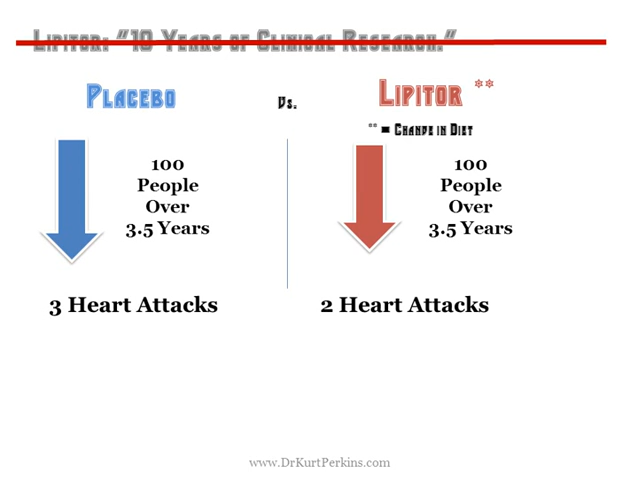 Lipitor: "10 Years of Clinical Research."
Placebo
Vs.
Lipitor **
** = Change in Diet
100
People
Over
3.5 Years
100
People
Over
3.5 Years
3 Heart Attacks
2 Heart Attacks
www.DrKurtPerkins.com